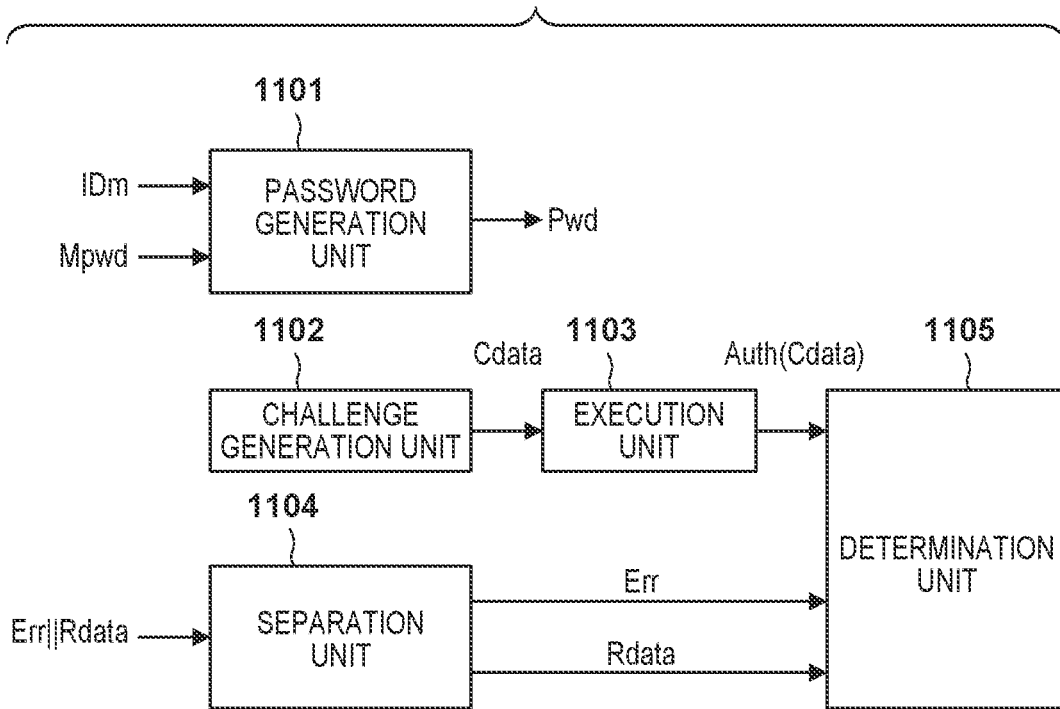 1101
IDm
Mpwd
PASSWORD
GENERATION
UNIT
Pwd
1102
CHALLENGE
GENERATION UNIT
Cdata
1103
EXECUTION
UNIT
Auth(Cdata)
1105
DETERMINATION
UNIT
1104
Err||Rdata
SEPARATION
UNIT
Err
Rdata